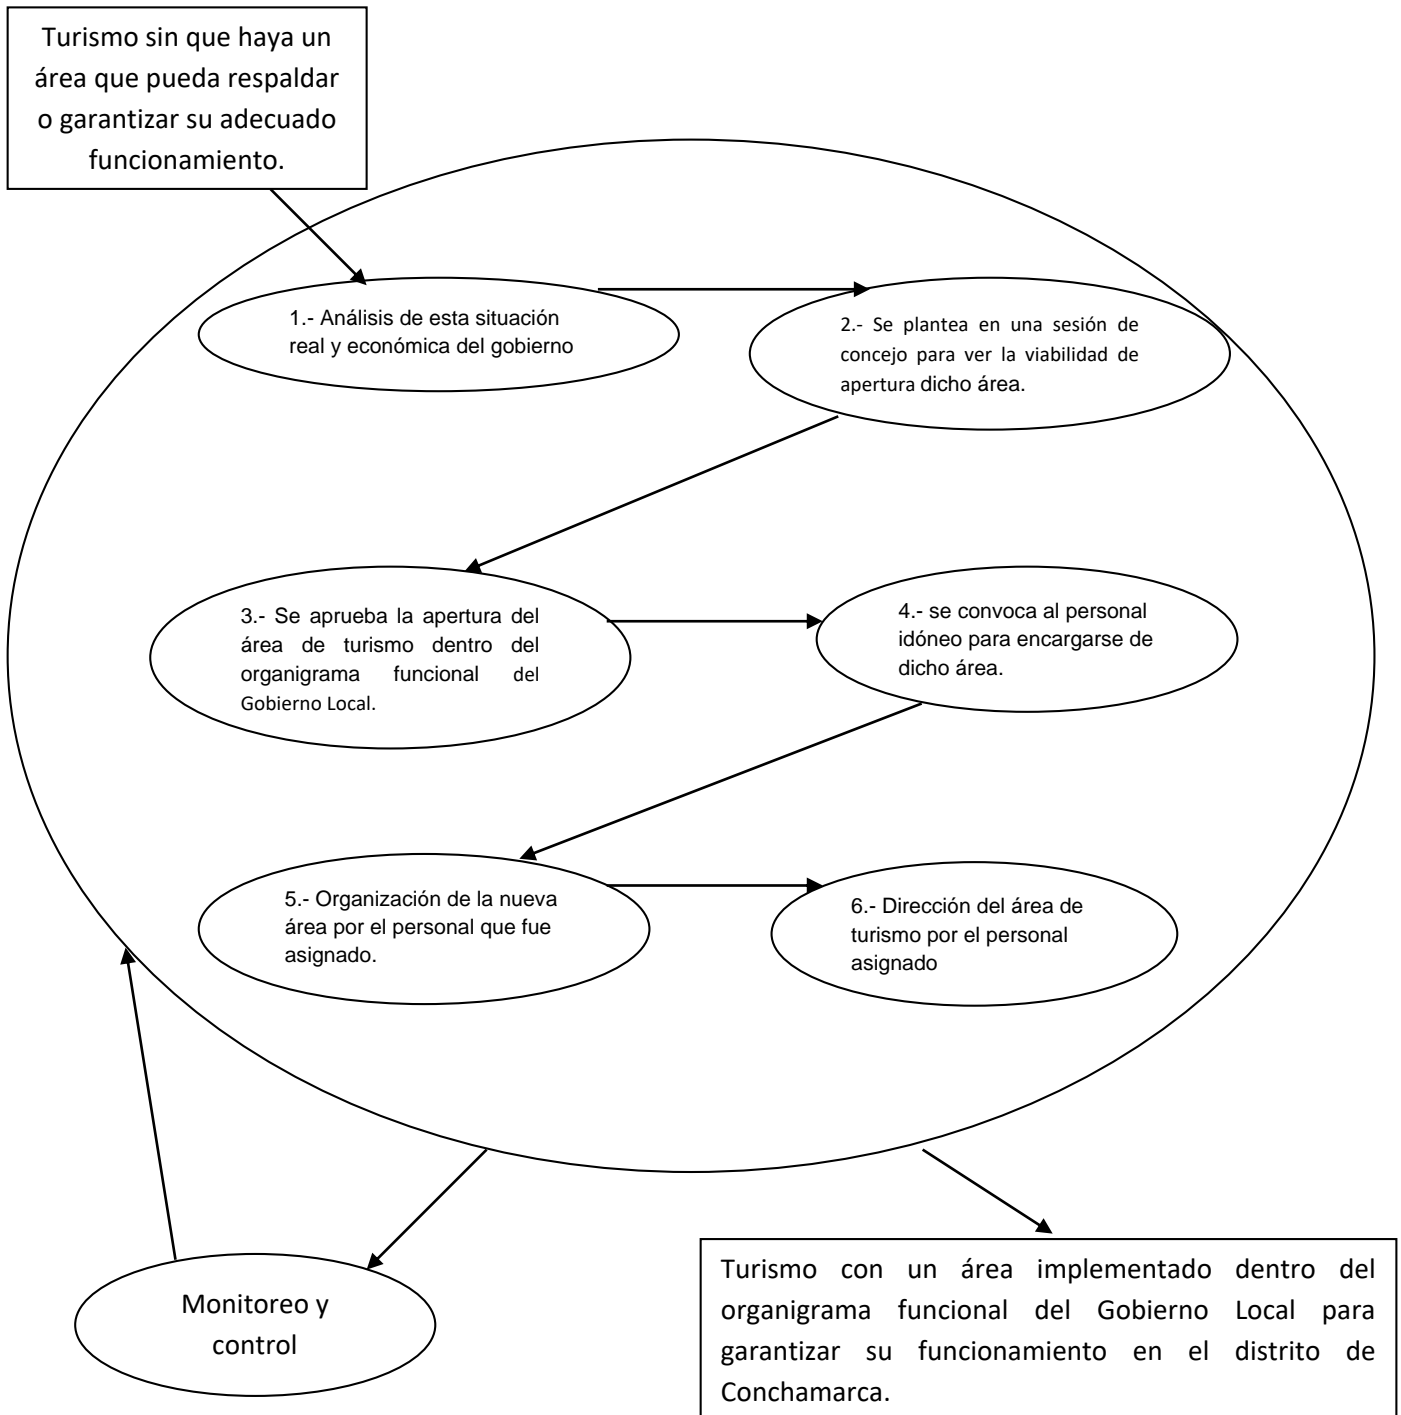 Turismo sin que haya un
área que pueda respaldar
o garantizar su adecuado
funcionamiento.
1.- Análisis de esta situación
real y económica del gobierno
2.- Se plantea en una sesión de
concejo para ver la viabilidad de
apertura dicho área.
3.- Se aprueba la apertura del
área de turismo dentro del
organigrama funcional del
Gobierno Local.
4.- se convoca al personal
idóneo para encargarse de
dicho área.
5.- Organización de la nueva
área por el personal que fue
asignado.
6.- Dirección del área de
turismo por el personal
asignado
Monitoreo y
control
Turismo con un área implementado dentro del
organigrama funcional del Gobierno Local para
garantizar su funcionamiento en el distrito de
Conchamarca.